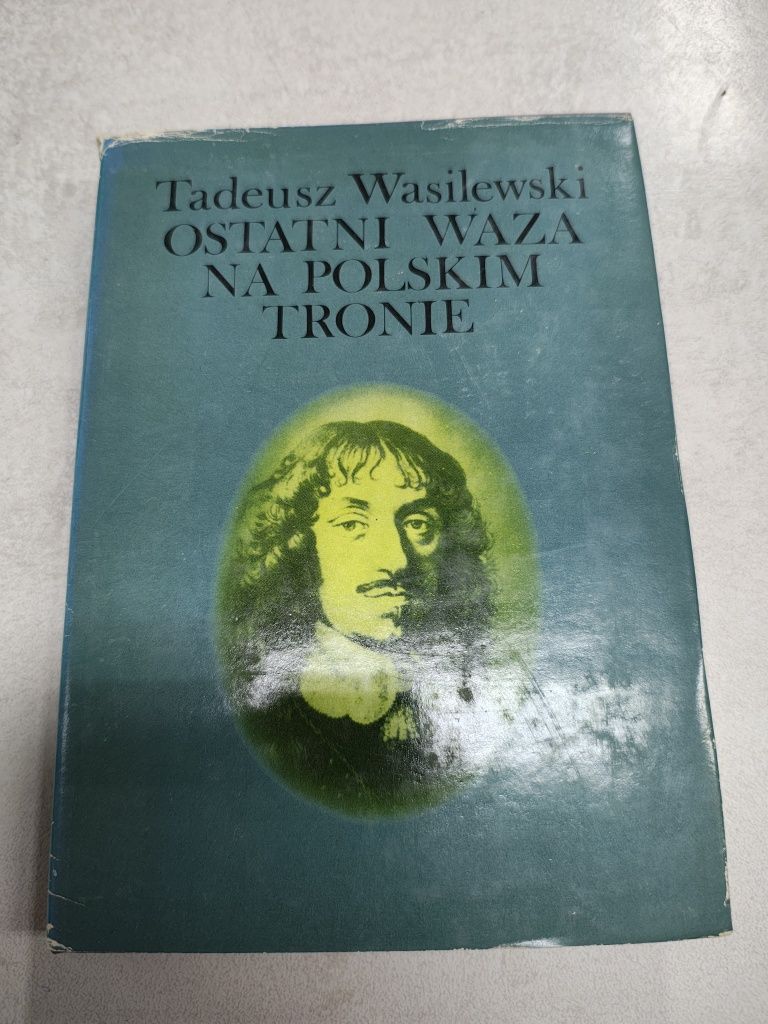 Tadeusz Wasilewski
OSTATNI WAZA
NA POLSKIM
TRONIE